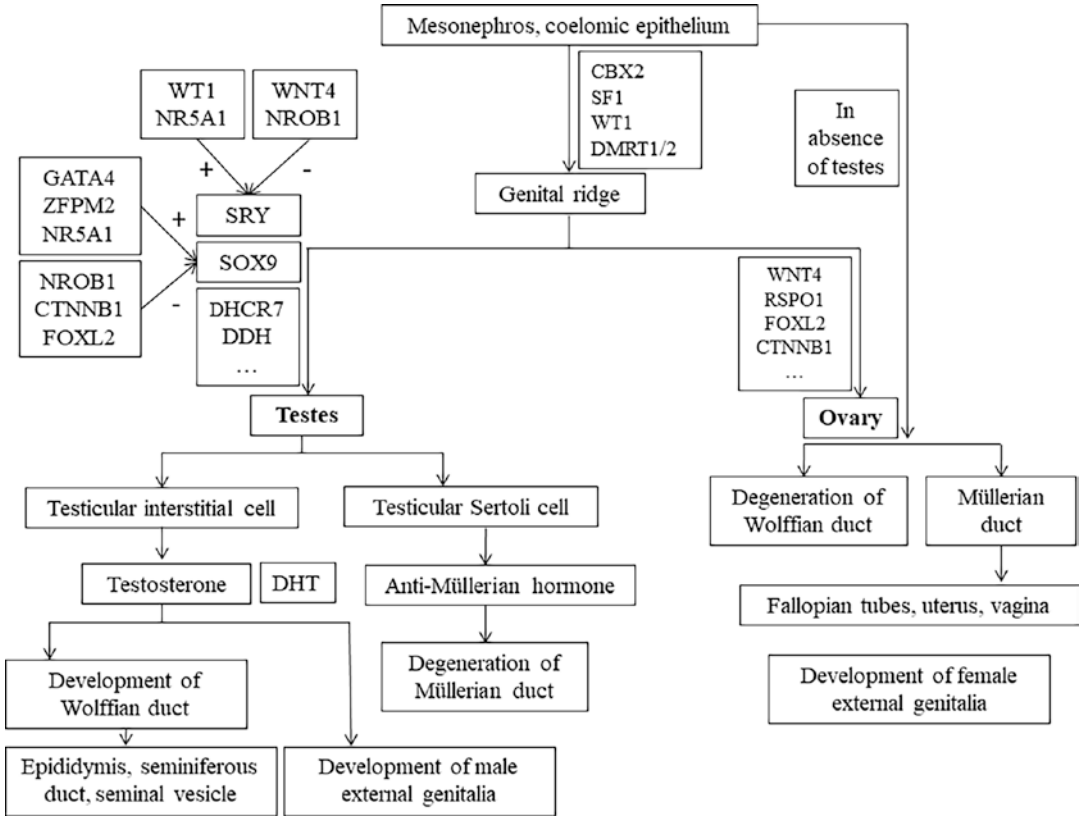 Mesonephros, coelomic epithelium
CBX2
SF1
WT1
DMRT1/2
In
absence
of testes
WT1
NR5A1
WNT4
NROB1
+
-
GATA4
ZFPM2
NR5A1
+
SRY
SOX9
NROB1
CTNNB1
FOXL2
-
DHCR7
DDH
...
Genital ridge
WNT4
RSPO1
FOXL2
CTNNB1
...
Testes
Ovary
Testicular interstitial cell
Testicular Sertoli cell
Degeneration of
Wolffian duct
Müllerian
duct
Testosterone
DHT
Anti-Müllerian hormone
Fallopian tubes, uterus, vagina
Development of
Wolffian duct
Degeneration of
Müllerian duct
Development of female
external genitalia
Epididymis, seminiferous
duct, seminal vesicle
Development of male
external genitalia